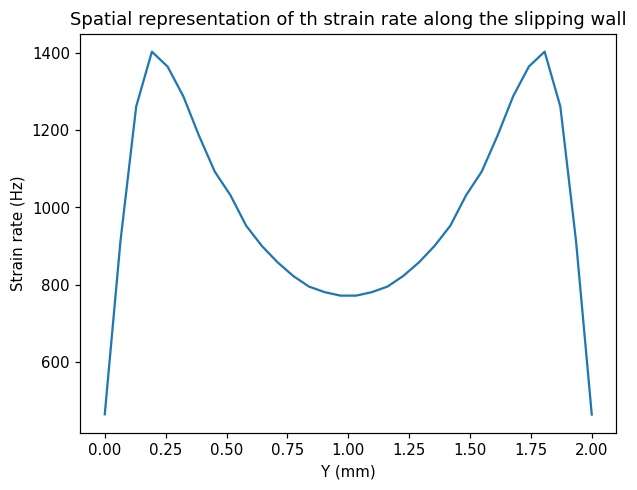 Spatial representation of th strain rate along the slipping wall
1400
1200
1000
800
600
Strain rate (Hz)
0.00 0.25 0.50 0.75 1.00 1.25 1.50 1.75 2.00
Y (mm)